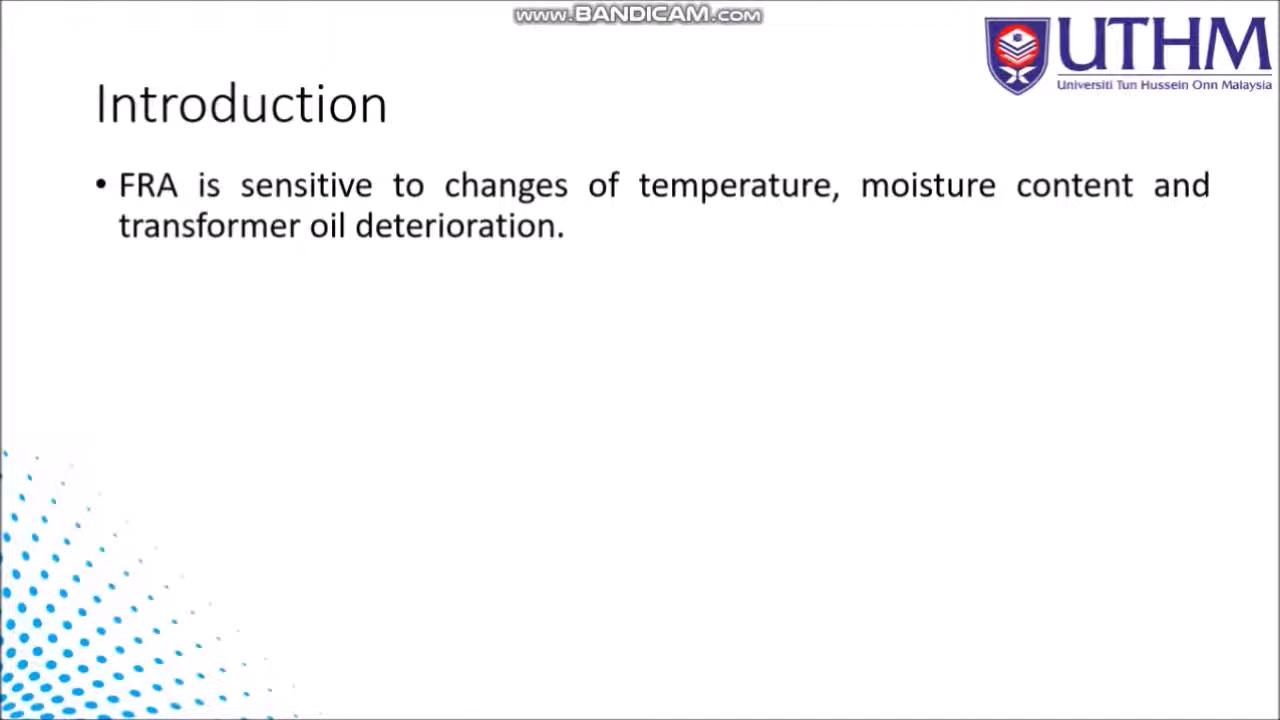 www.BANDICAM.com
UTHM
Universiti Tun Hussein Onn Malaysia
Introduction
• FRA is sensitive to changes of temperature, moisture content and
transformer oil deterioration.